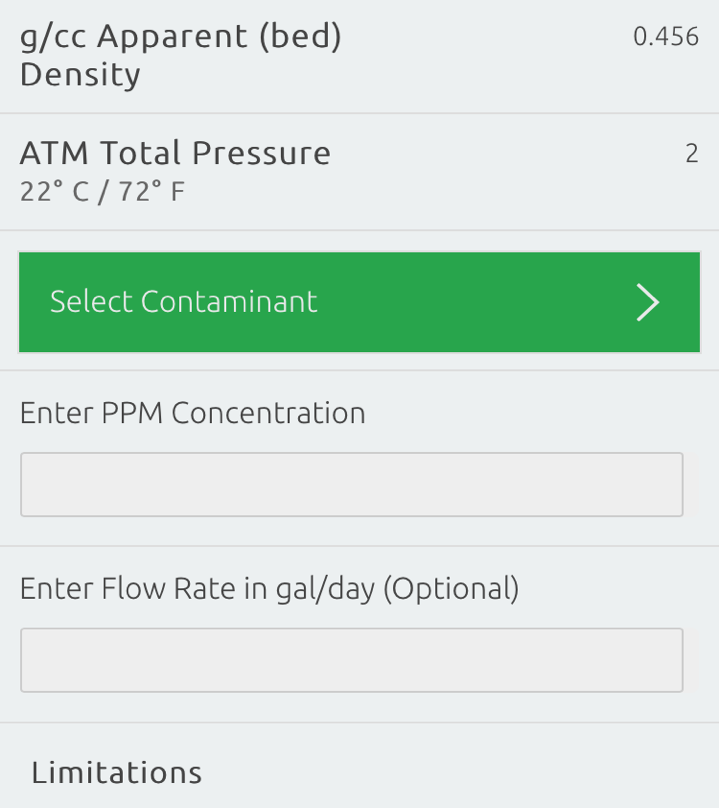 g/cc Apparent (bed) 0.456
Density
ATM Total Pressure 2
22° C / 72° F
Select Contaminant
Enter PPM Concentration
Enter Flow Rate in gal/day (Optional)
Limitations